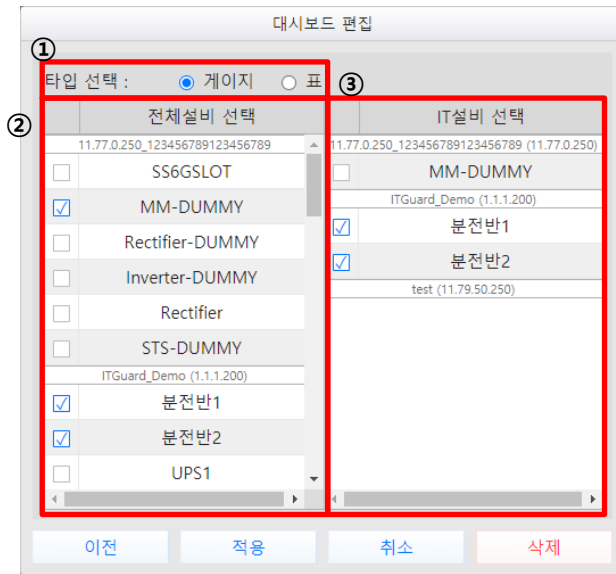 대시보드 편집
①
타입 선택 : 게이지 표
③
②
전체설비 선택
11.77.0.250_123456789123456789
SS6GSLOT
MM-DUMMY
Rectifier-DUMMY
Inverter-DUMMY
Rectifier
STS-DUMMY
ITGuard_Demo (1.1.1.200)
분전반1
분전반2
UPS1
IT설비 선택
11.77.0.250_123456789123456789 (11.77.0.250)
MM-DUMMY
ITGuard_Demo (1.1.1.200)
분전반1
분전반2
test (11.79.50.250)
이전 적용 취소 삭제